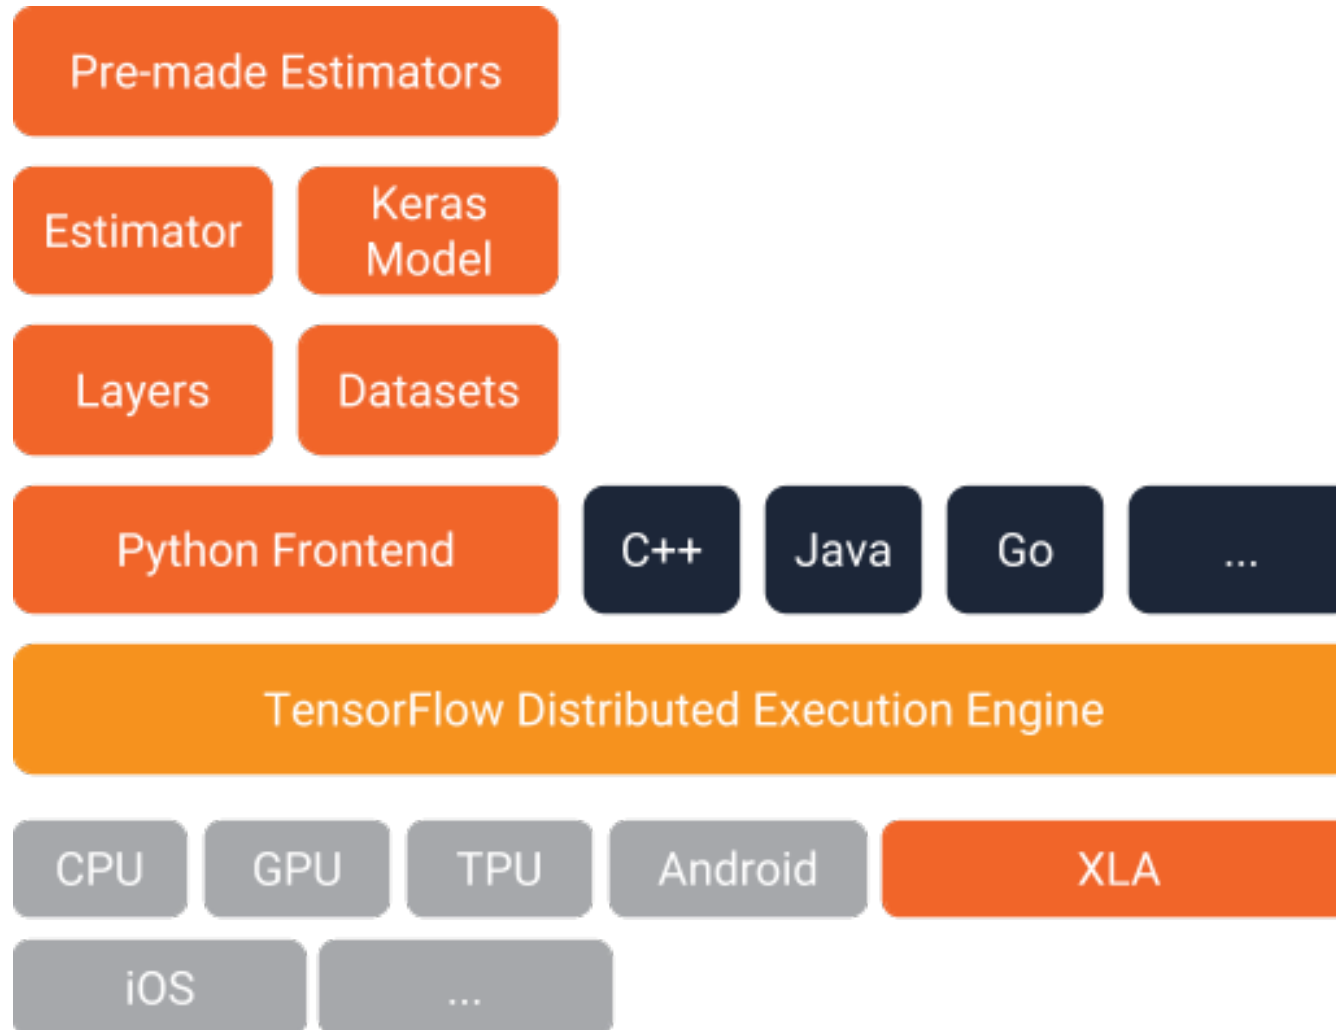 Pre-made Estimators
Estimator
Keras
Model
Layers
Datasets
Python Frontend
C++
Java
Go
...
TensorFlow Distributed Execution Engine
CPU
GPU
TPU
Android
XLA
iOS
...